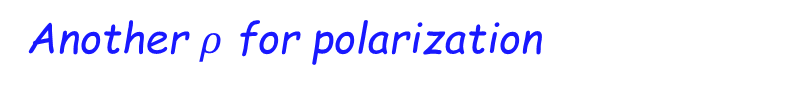 Another ρ for polarization